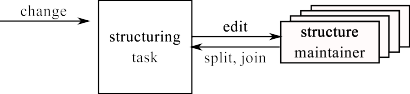 change
structuring
task
edit
split, join
structure
maintainer